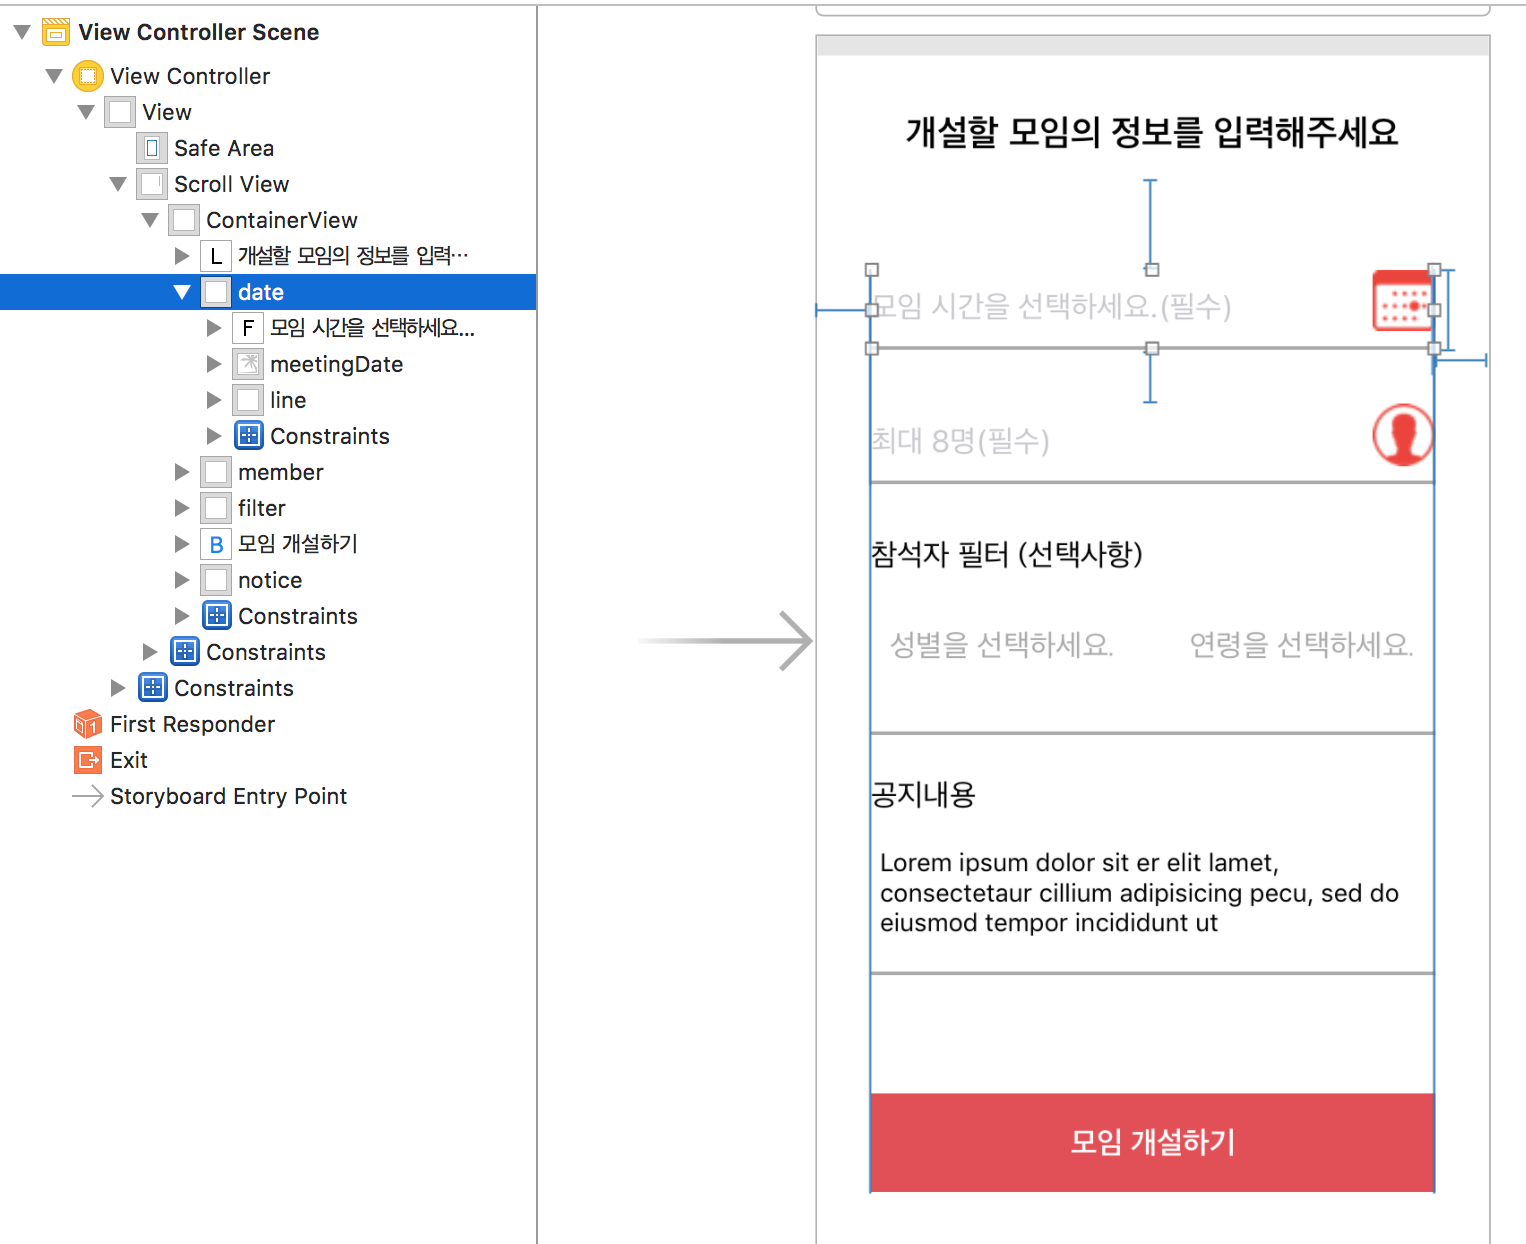 View Controller Scene
View Controller
View
Safe Area
Scroll View
ContainerView
L 개설할 모임의 정보를 입력…
date
F 모임 시간을 선택하세요...
meetingDate
line
Constraints
member
filter
B 모임 개설하기
notice
Constraints
Constraints
Constraints
First Responder
Exit
Storyboard Entry Point
개설할 모임의 정보를 입력해주세요
모임 시간을 선택하세요.(필수)
최대 8명(필수)
참석자 필터 (선택사항)
성별을 선택하세요. 연령을 선택하세요.
공지내용
Lorem ipsum dolor sit er elit lamet,
consectetaur cillium adipisicing pecu, sed do
eiusmod tempor incididunt ut
모임 개설하기